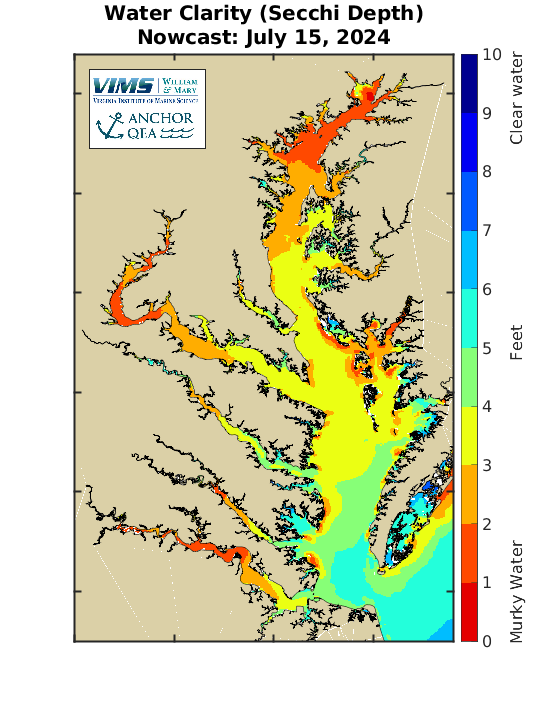 Water Clarity (Secchi Depth)
Nowcast: July 15, 2024
VIMS WILLIAM & MARY
VIRGINIA INSTITUTE OF MARINE SCIENCE
ANCHOR
QEA
10
9
8
7
6
5
4
3
2
1
0
Clear water
Feet
Murky Water